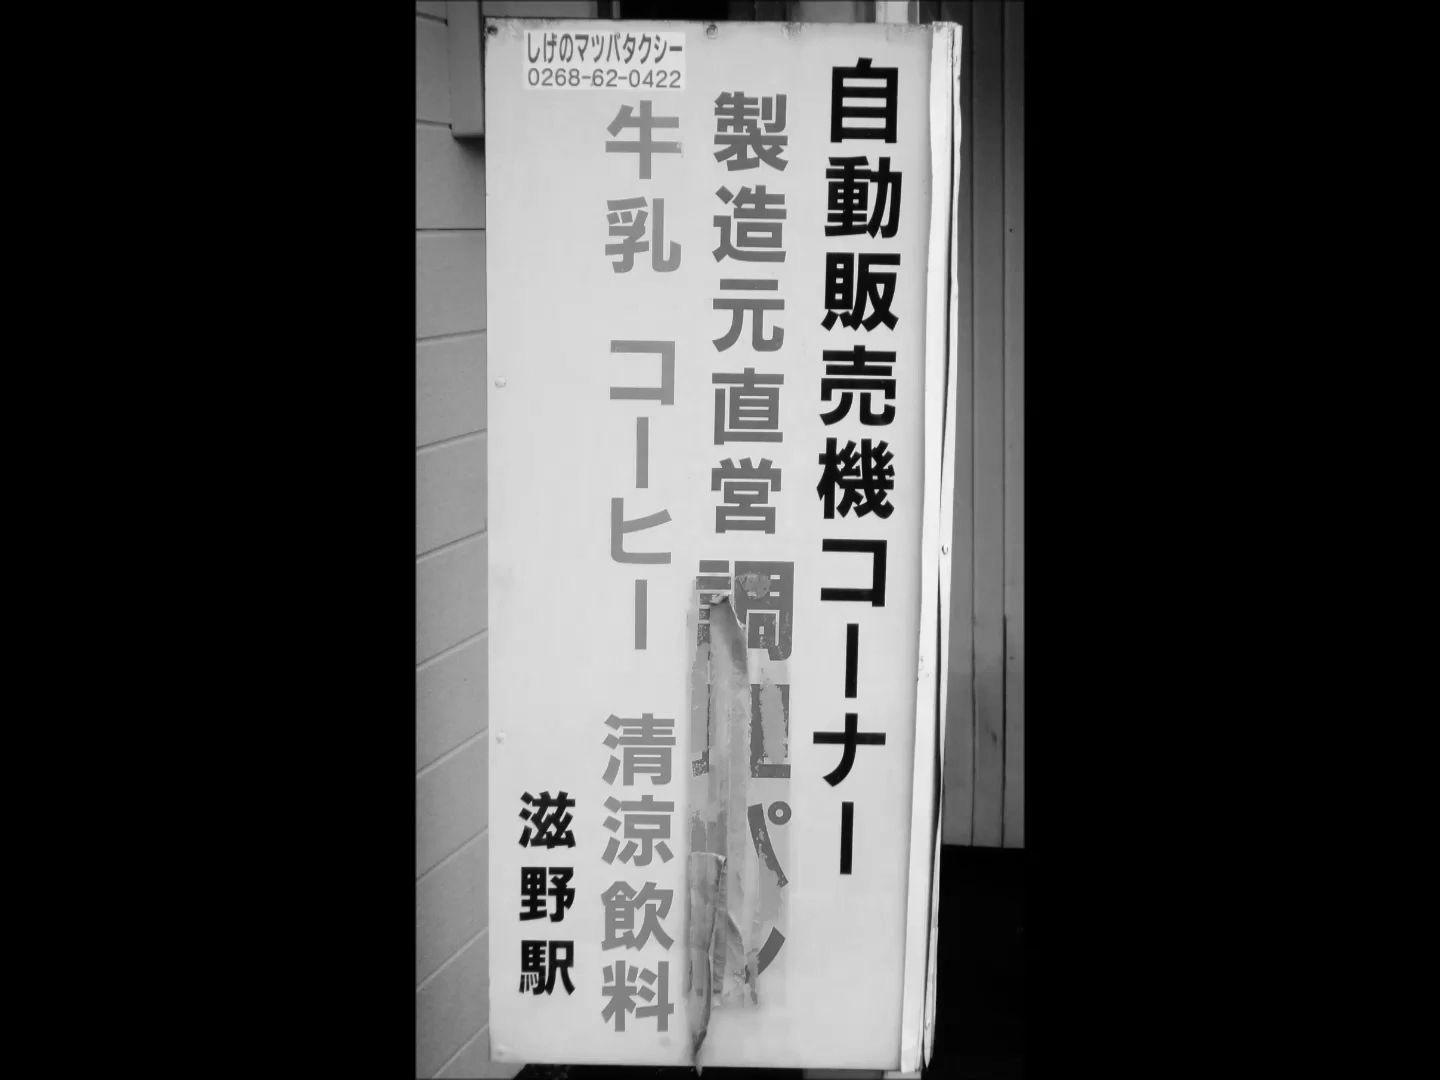 自動販売機コーナー
製造元直営 調 パン
牛乳 コーヒー 清涼飲料
滋野駅
しげのマツパタクシー
0268-62-0422